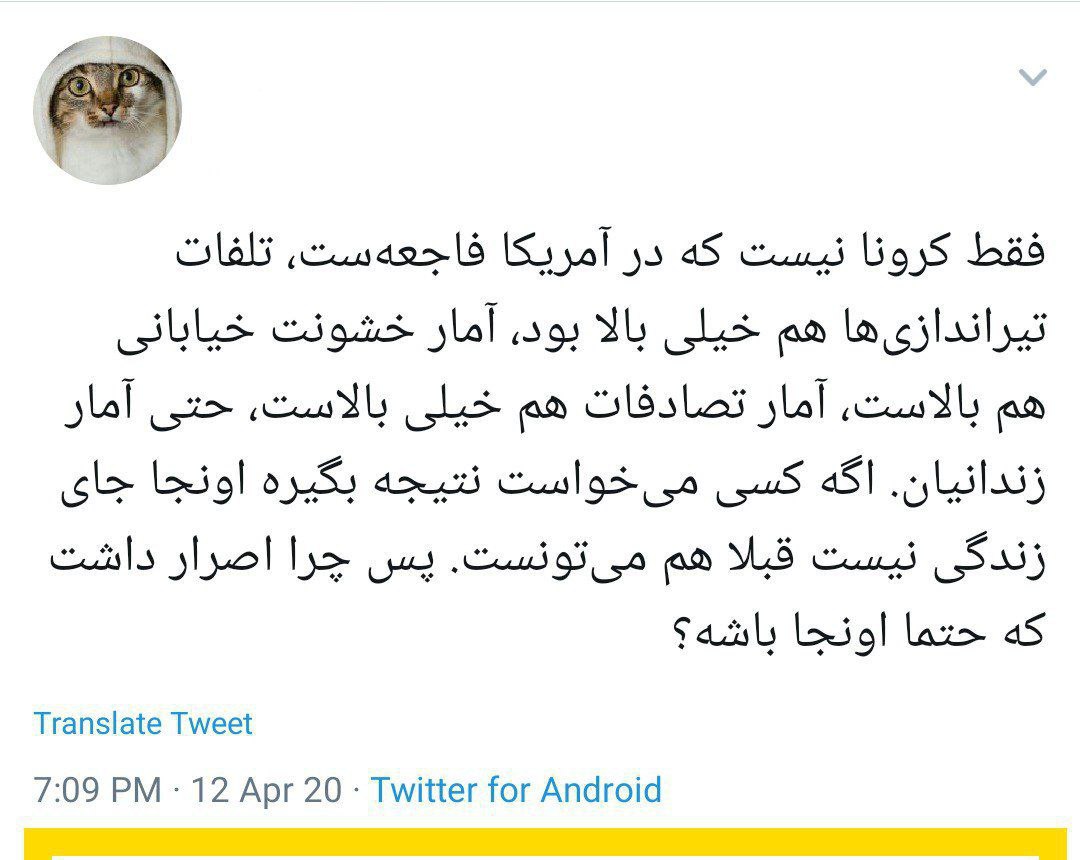 فقط کرونا نیست که در آمریکا فاجعه‌ست، تلفات
تیراندازی‌ها هم خیلی بالا بود، آمار خشونت خیابانی
هم بالاست، آمار تصادفات هم خیلی بالاست، حتی آمار
زندانیان. اگه کسی می‌خواست نتیجه بگیره اونجا جای
زندگی نیست قبلا هم می‌تونست. پس چرا اصرار داشت
که حتما اونجا باشه؟
Translate Tweet
7:09 PM · 12 Apr 20 · Twitter for Android